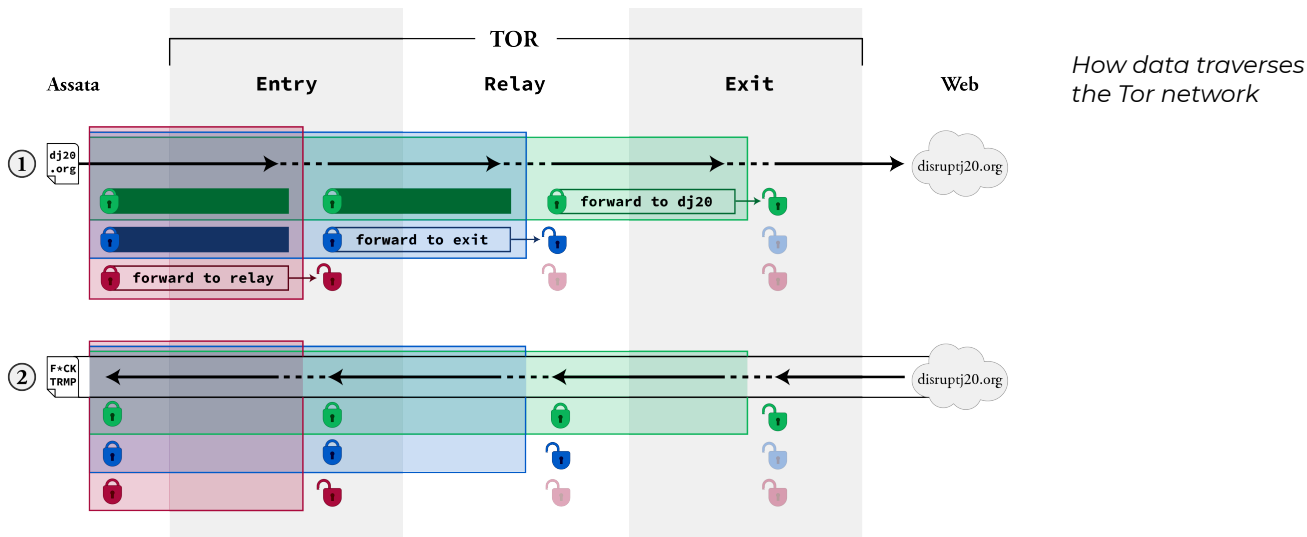 TOR
Assata
Entry
Relay
Exit
Web
How data traverses
the Tor network
1
dj20
.org
disruptj20.org
forward to dj20
forward to exit
forward to relay
2
F*CK
TRMP
disruptj20.org